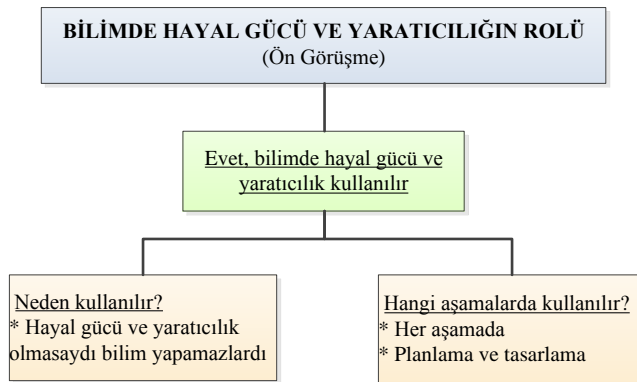 BİLİMDE HAYAL GÜCÜ VE YARATICILIĞIN ROLÜ
(Ön Görüşme)
Evet, bilimde hayal gücü ve
yaratıcılık kullanılır
Neden kullanılır?
* Hayal gücü ve yaratıcılık
olmasaydı bilim yapamazlardı
Hangi aşamalarda kullanılır?
* Her aşamada
* Planlama ve tasarlama